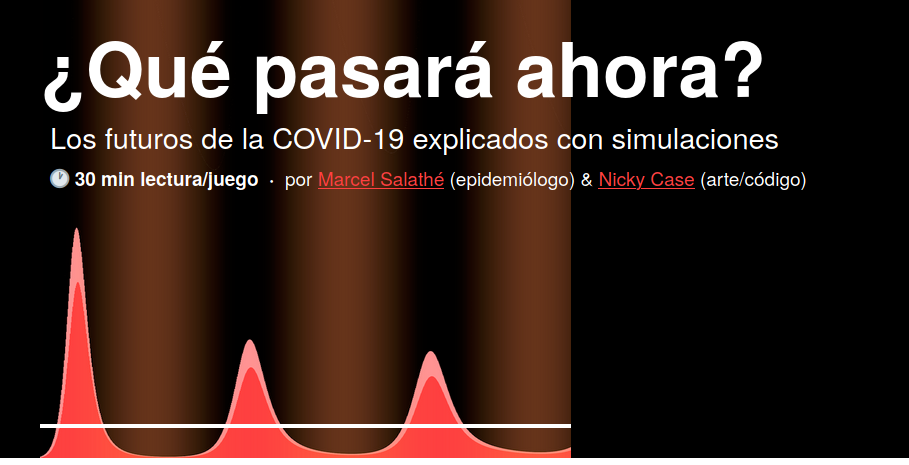 ¿Qué pasará ahora?
Los futuros de la COVID-19 explicados con simulaciones
🕐 30 min lectura/juego · por Marcel Salathé (epidemiólogo) & Nicky Case (arte/código)